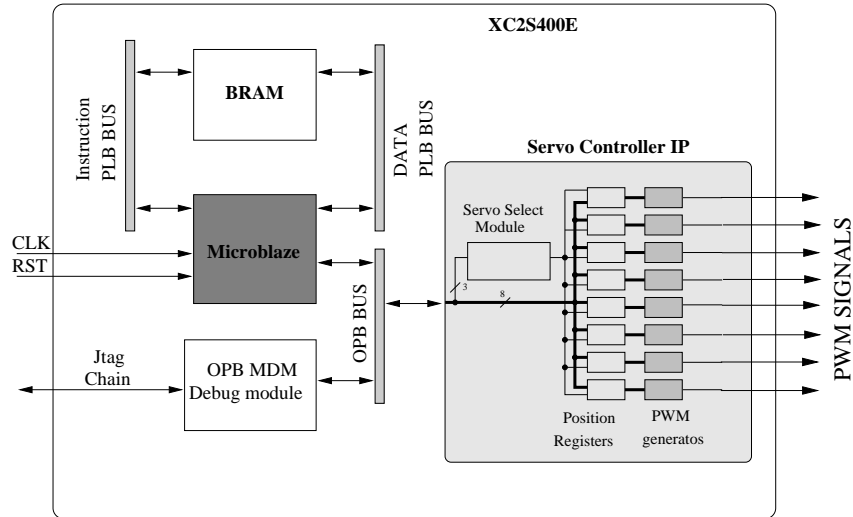 XC2S400E
BRAM
Instruction
PLB BUS
DATA
PLB BUS
Servo Controller IP
Servo Select
Module
CLK
RST
Microblaze
3
8
OPB BUS
PWM SIGNALS
Jtag
Chain
OPB MDM
Debug module
Position
Registers
PWM
generatos